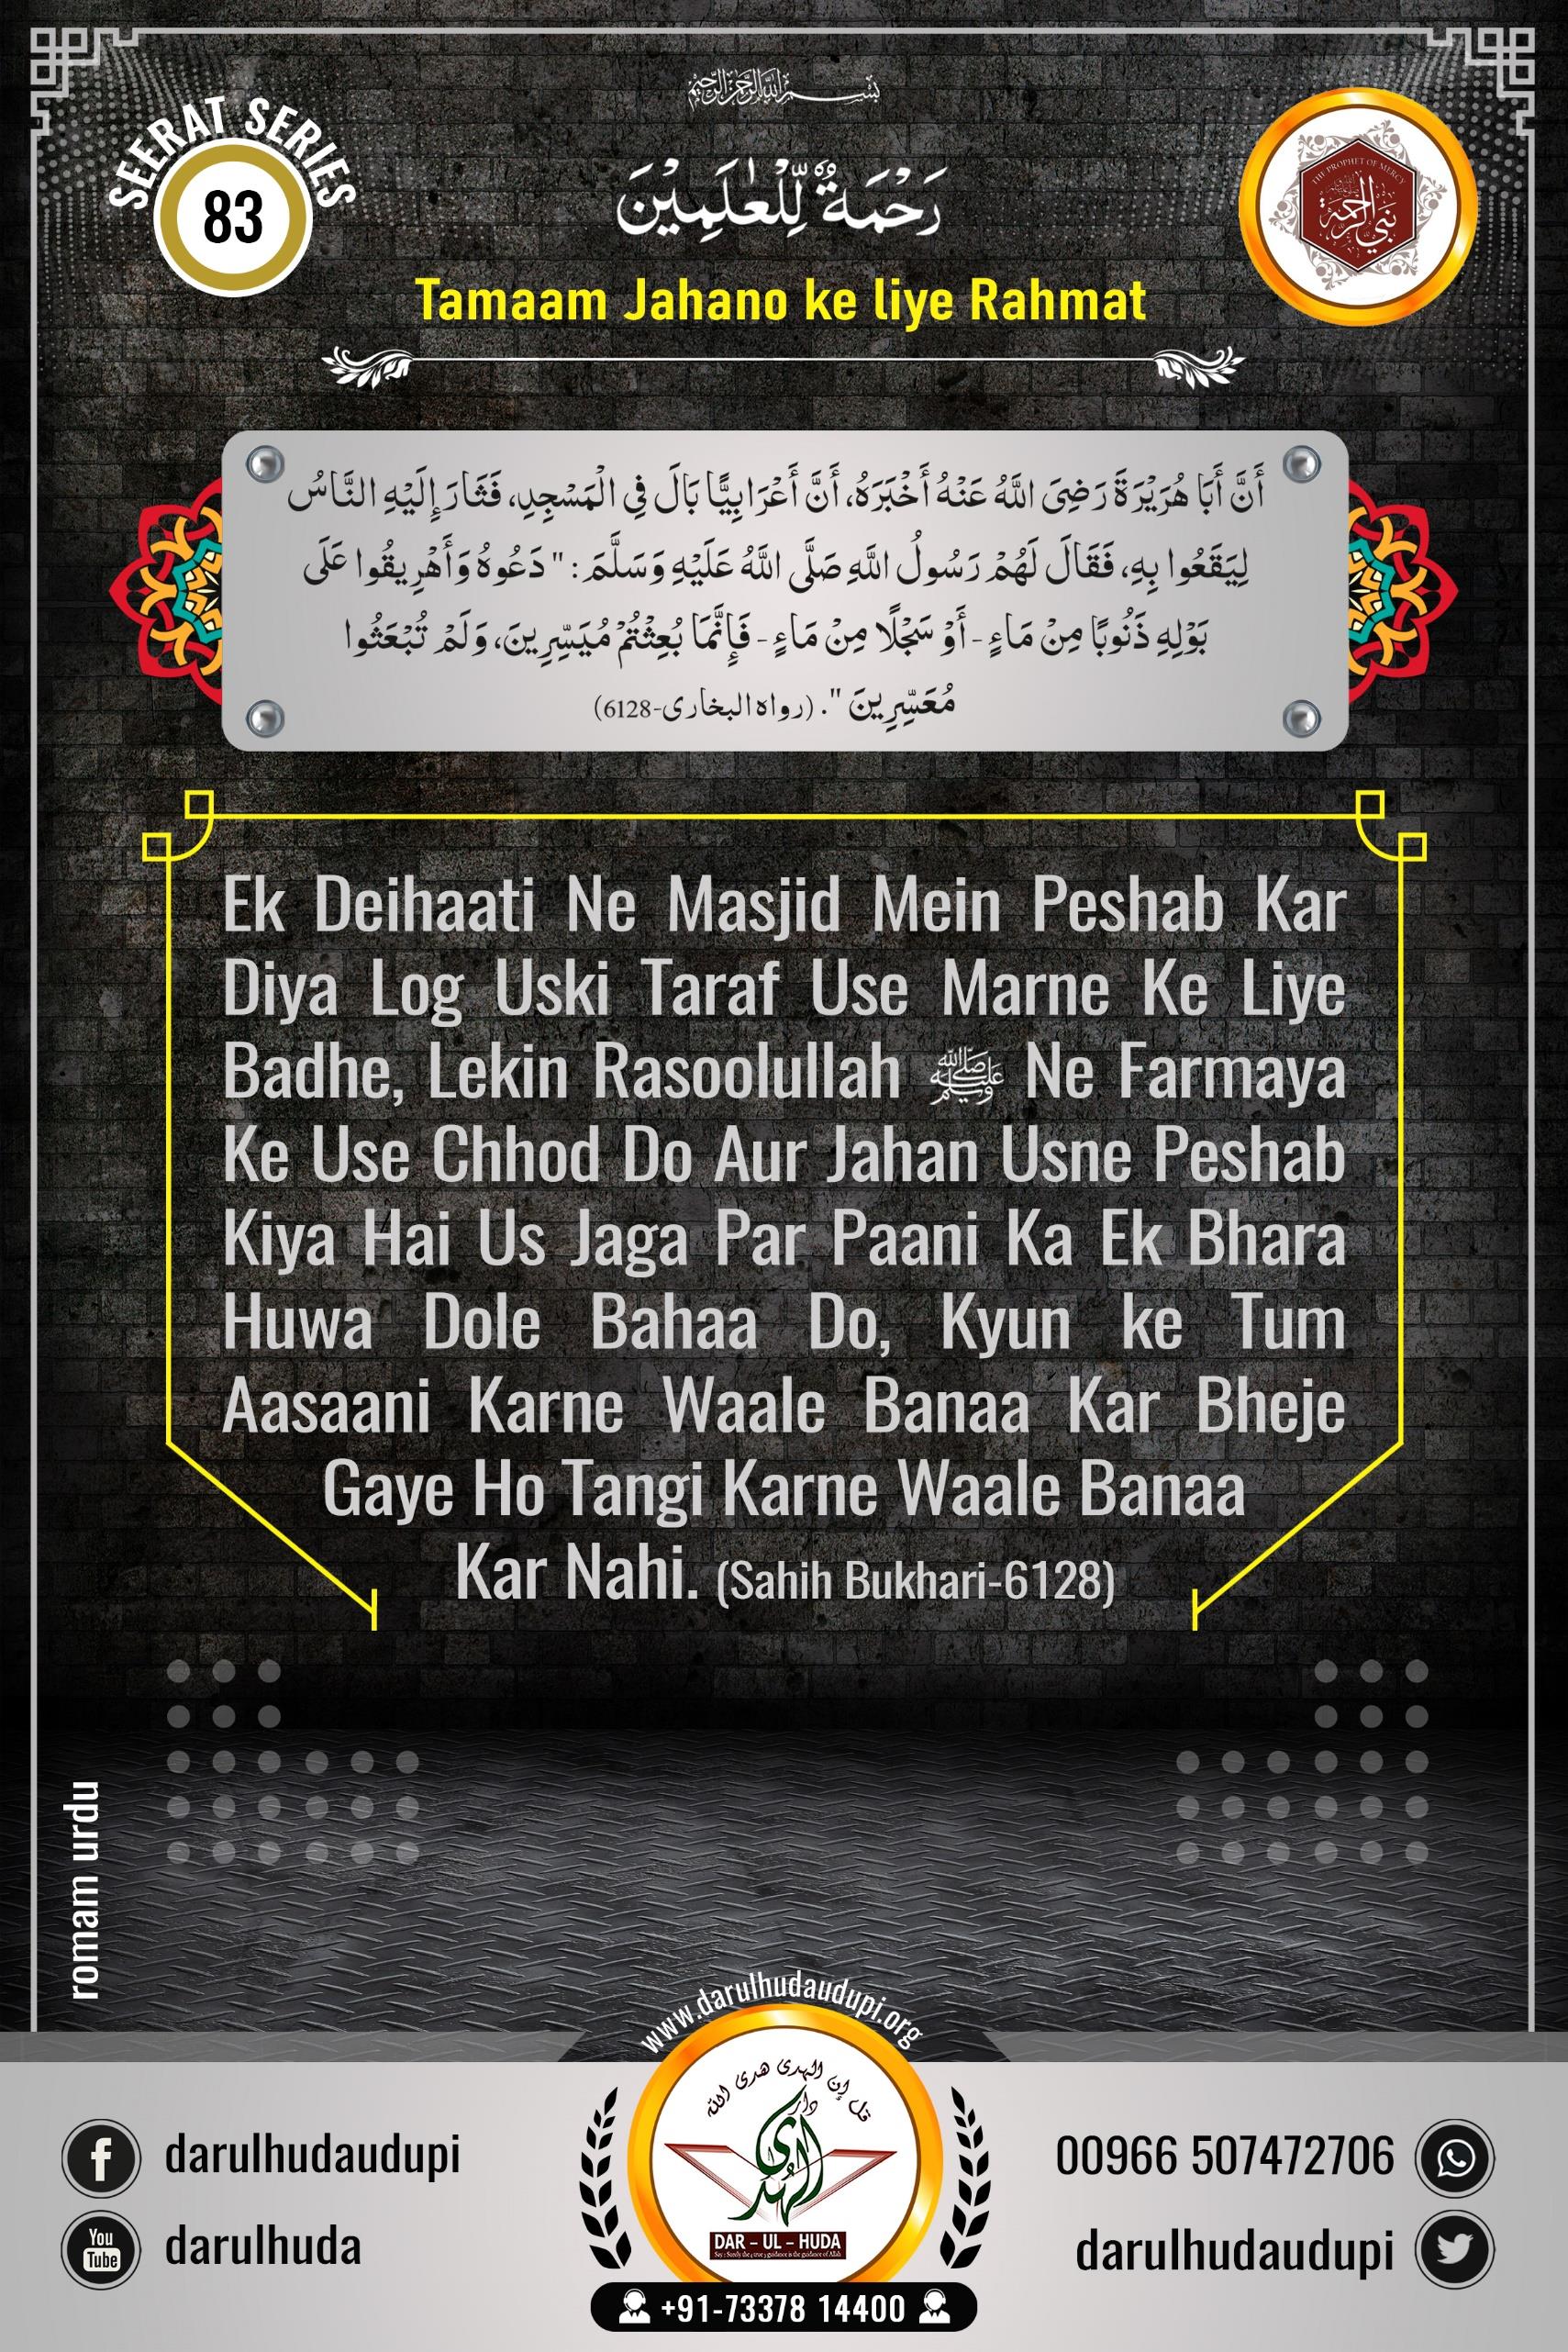 بسم الله الرحمن الرحيم
SEERAT SERIES
83
THE PROPHET OF MERCY
نبي الرحمة
رَحْمَةً لِّلْعٰلَمِيْنَ
Tamaam Jahano ke liye Rahmat
أَنَّ أَبَا هُرَيْرَةَ رَضِيَ اللَّهُ عَنْهُ أَخْبَرَهُ، أَنَّ أَعْرَابِيًّا بَالَ فِي الْمَسْجِدِ، فَثَارَ إِلَيْهِ النَّاسُ
لِيَقَعُوا بِهِ، فَقَالَ لَهُمْ رَسُولُ اللَّهِ صَلَّى اللَّهُ عَلَيْهِ وَسَلَّمَ : " دَعُوهُ وَأَهْرِيقُوا عَلَى
بَوْلِهِ ذَنُوبًا مِنْ مَاءٍ - أَوْ سَجْلًا مِنْ مَاءٍ - فَإِنَّمَا بُعِثْتُمْ مُيَسِّرِينَ، وَلَمْ تُبْعَثُوا
مُعَسِّرِينَ ". (رواه البخاری-6128)
Ek Deihaati Ne Masjid Mein Peshab Kar
Diya Log Uski Taraf Use Marne Ke Liye
Badhe, Lekin Rasoolullah ﷺ Ne Farmaya
Ke Use Chhod Do Aur Jahan Usne Peshab
Kiya Hai Us Jaga Par Paani Ka Ek Bhara
Huwa Dole Bahaa Do, Kyun ke Tum
Aasaani Karne Waale Banaa Kar Bheje
Gaye Ho Tangi Karne Waale Banaa
Kar Nahi. (Sahih Bukhari-6128)
romam urdu
www.darulhudaudupi.org
قل إن الهدى هدى الله
دار الهدى
DAR - UL - HUDA
Say : Surely the ( true ) guidance is the guidance of Allah
darulhudaudupi
You Tube
darulhuda
00966 507472706
darulhudaudupi
+91-73378 14400